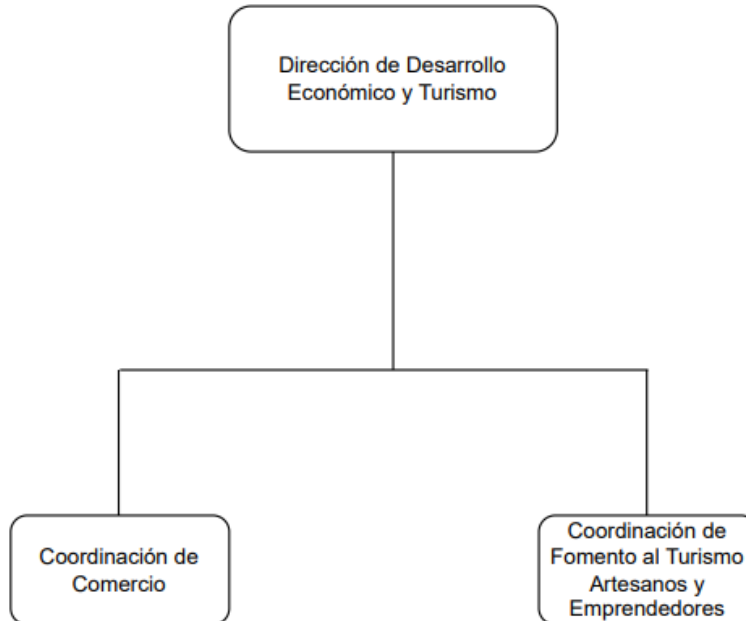 Dirección de Desarrollo
Económico y Turismo
Coordinación de
Comercio
Coordinación de
Fomento al Turismo
Artesanos y
Emprendedores